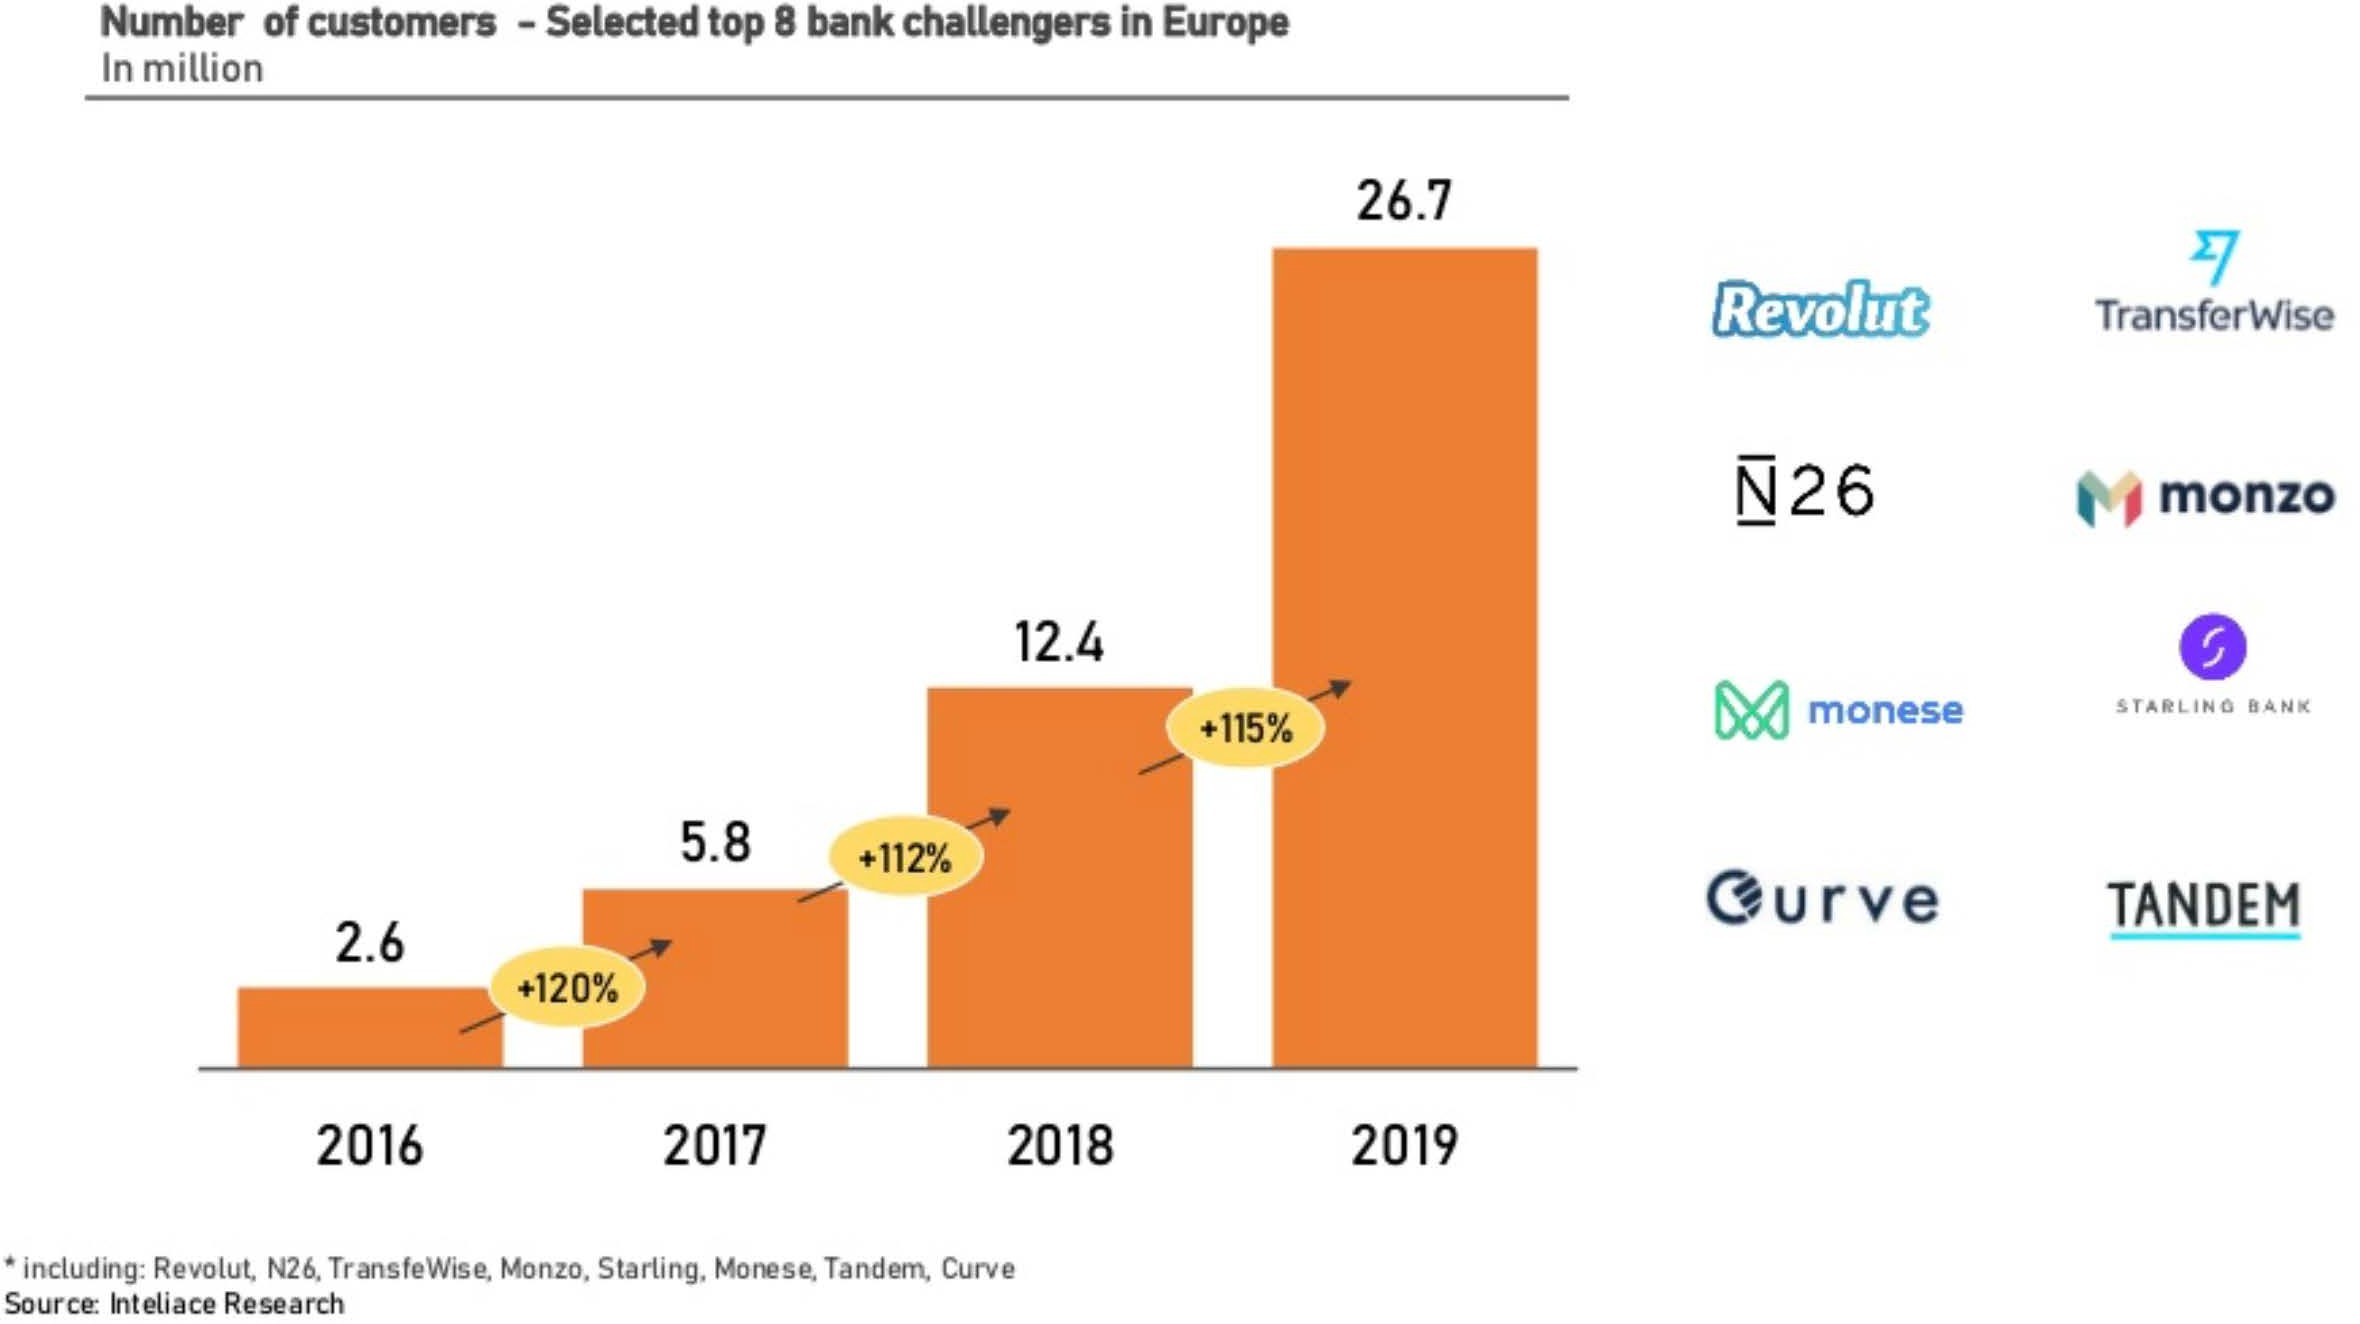 Number of customers - Selected top 8 bank challengers in Europe
In million
26.7
12.4
5.8
2.6
+115%
+112%
+120%
2016 2017 2018 2019
Revolut TransferWise
N26 monzo
monese STARLING BANK
Curve TANDEM
* including: Revolut, N26, TransfeWise, Monzo, Starling, Monese, Tandem, Curve
Source: Inteliace Research